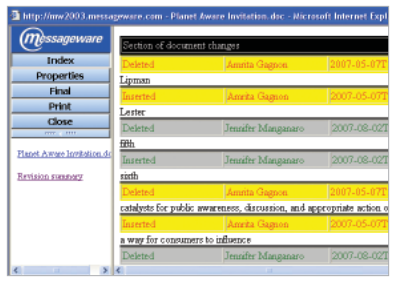 http://mw2003.messageware.com - Planet Aware Invitation.doc - Microsoft Internet Expl
messageware
Index
Properties
Final
Print
Close
Planet Aware Invitation.do
Revision summary
Section of document changes
Deleted Amrita Gagnon 2007-05-07T
Lipman
Inserted Amrita Gagnon 2007-05-07T
Lester
Deleted Jennifer Manganaro 2007-08-02T
fifth
Inserted Jennifer Manganaro 2007-08-02T
sixth
Deleted Amrita Gagnon 2007-05-07T
catalysts for public awareness, discussion, and appropriate action o
Inserted Amrita Gagnon 2007-05-07T
a way for consumers to influence
Deleted Jennifer Manganaro 2007-08-02T